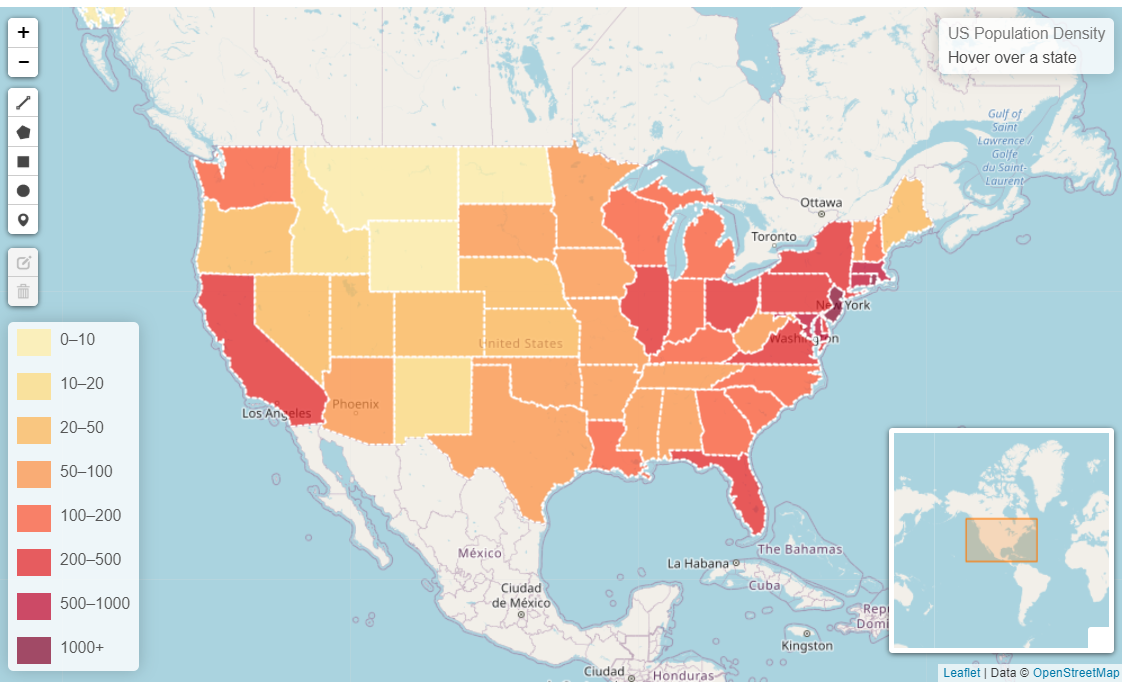 +
−
US Population Density
Hover over a state
Gulf of
Saint
Lawrence /
Golfe
du Saint-
Laurent
Ottawa
Toronto
New York
Washington
United States
Phoenix
Los Angeles
0–10
10–20
20–50
50–100
100–200
200–500
500–1000
1000+
México
Ciudad
de México
La Habana
The Bahamas
Cuba
Kingston
Ciudad
Honduras
Leaflet | Data © OpenStreetMap